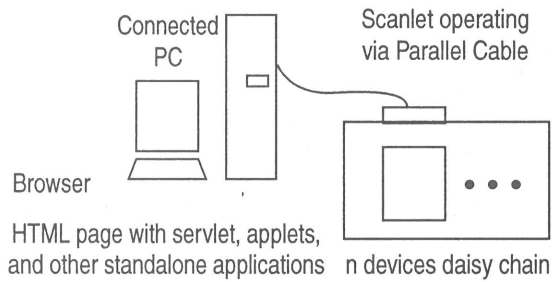 Connected
PC
Scanlet operating
via Parallel Cable
Browser
HTML page with servlet, applets,
and other standalone applications
n devices daisy chain